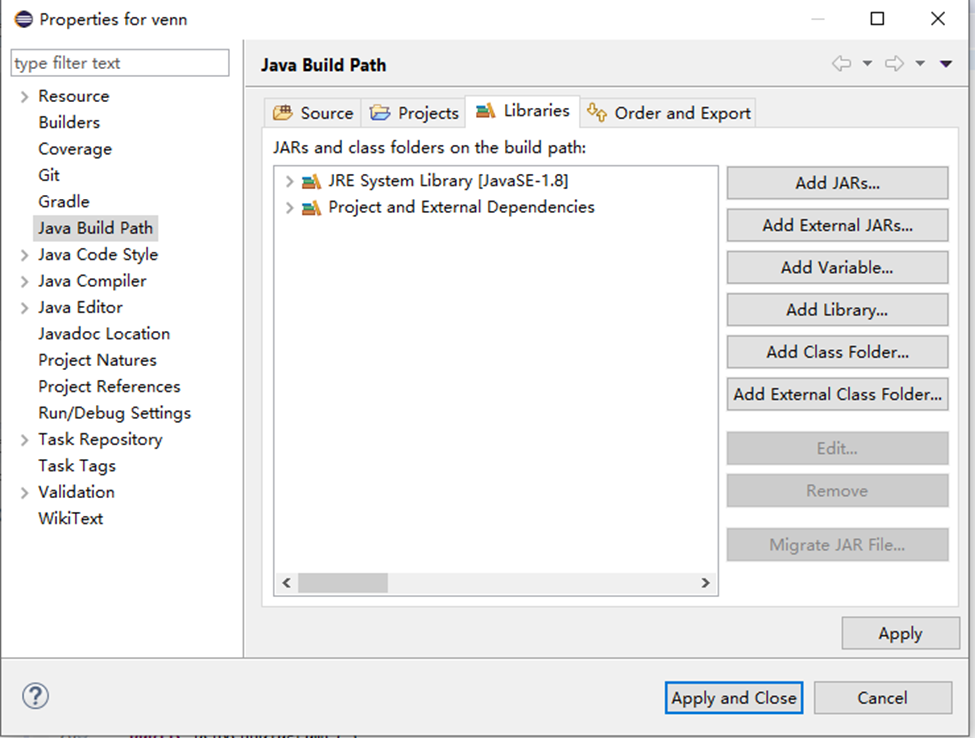 Properties for venn
type filter text
Resource
Builders
Coverage
Git
Gradle
Java Build Path
Java Code Style
Java Compiler
Java Editor
Javadoc Location
Project Natures
Project References
Run/Debug Settings
Task Repository
Task Tags
Validation
WikiText
Java Build Path
Source Projects Libraries Order and Export
JARs and class folders on the build path:
JRE System Library [JavaSE-1.8]
Project and External Dependencies
Add JARs...
Add External JARs...
Add Variable...
Add Library...
Add Class Folder...
Add External Class Folder...
Edit...
Remove
Migrate JAR File...
Apply
?
Apply and Close Cancel